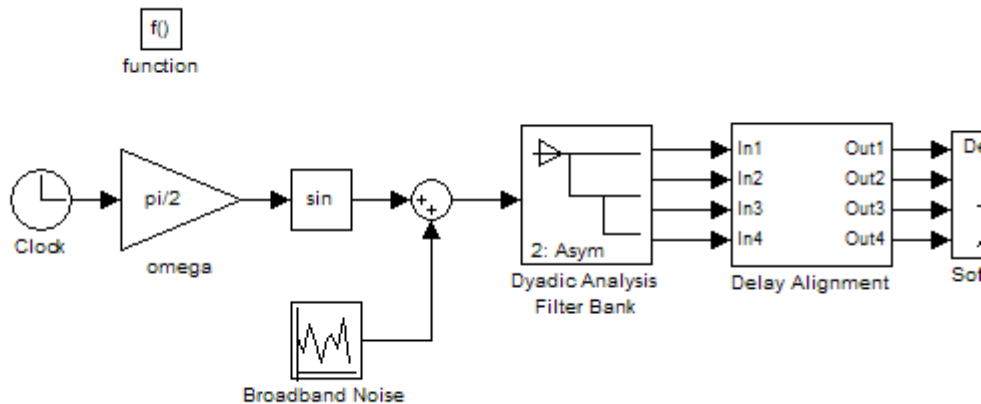 f()
function
Clock
pi/2
omega
sin
+
+
Broadband Noise
2: Asym
Dyadic Analysis
Filter Bank
In1 Out1
In2 Out2
In3 Out3
In4 Out4
Delay Alignment